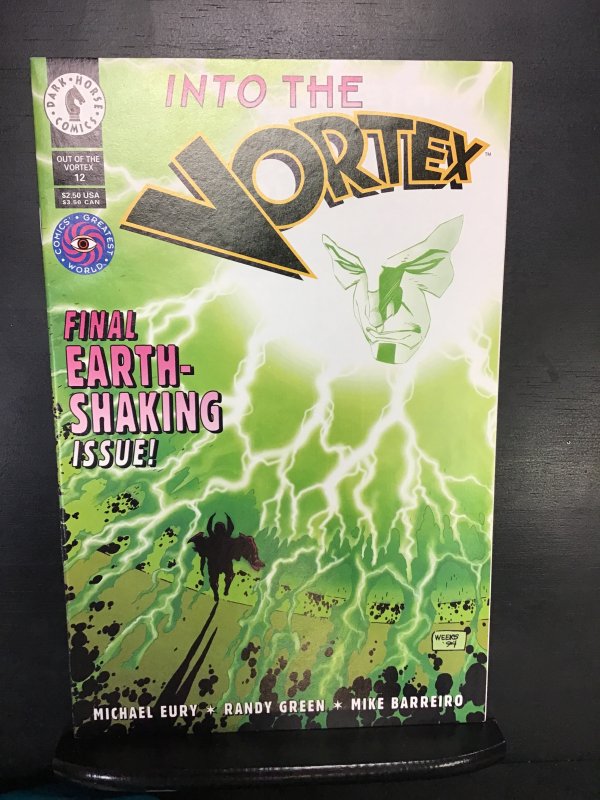 DARK HORSE
COMICS
OUT OF THE
VORTEX
12
$2.50 USA
$3.50 CAN
COMICS' GREATEST
WORLD
INTO THE
VORTEX™
FINAL
EARTH-
SHAKING
ISSUE!
WEEKS
'94
MICHAEL EURY * RANDY GREEN * MIKE BARREIRO